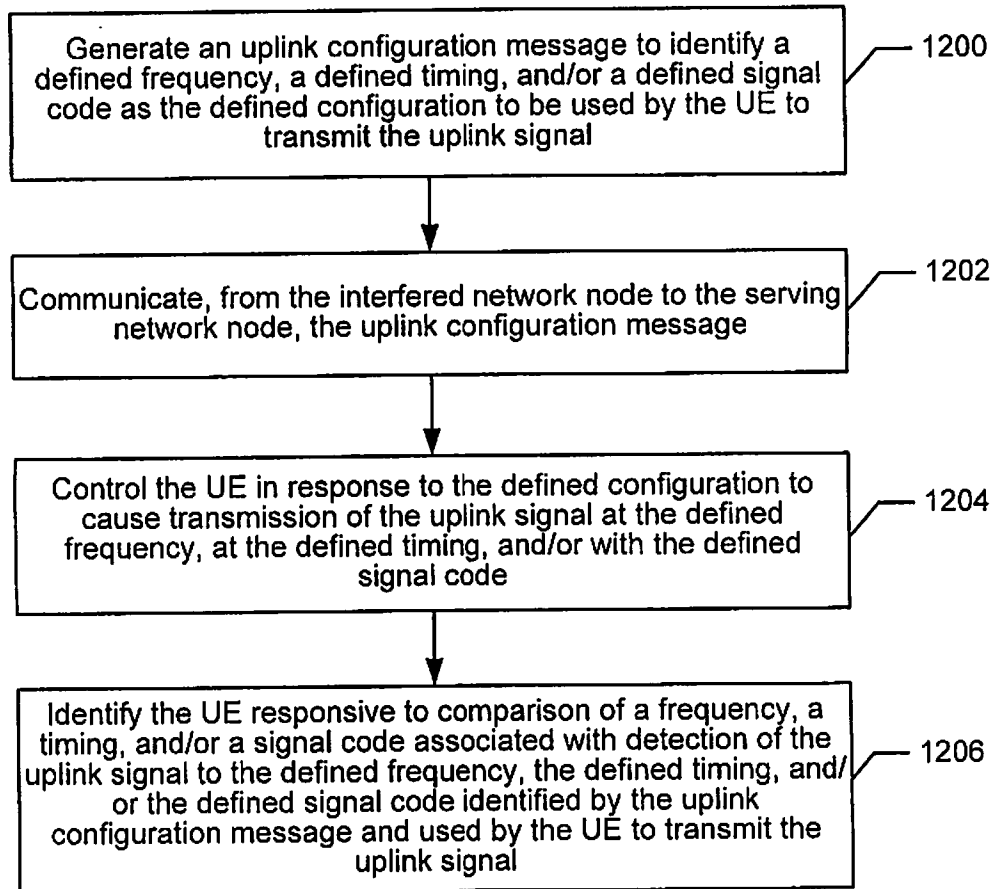 Generate an uplink configuration message to identify a
defined frequency, a defined timing, and/or a defined signal
code as the defined configuration to be used by the UE to
transmit the uplink signal
1200
Communicate, from the interfered network node to the serving
network node, the uplink configuration message
1202
Control the UE in response to the defined configuration to
cause transmission of the uplink signal at the defined
frequency, at the defined timing, and/or with the defined
signal code
1204
Identify the UE responsive to comparison of a frequency, a
timing, and/or a signal code associated with detection of the
uplink signal to the defined frequency, the defined timing, and/
or the defined signal code identified by the uplink
configuration message and used by the UE to transmit the
uplink signal
1206